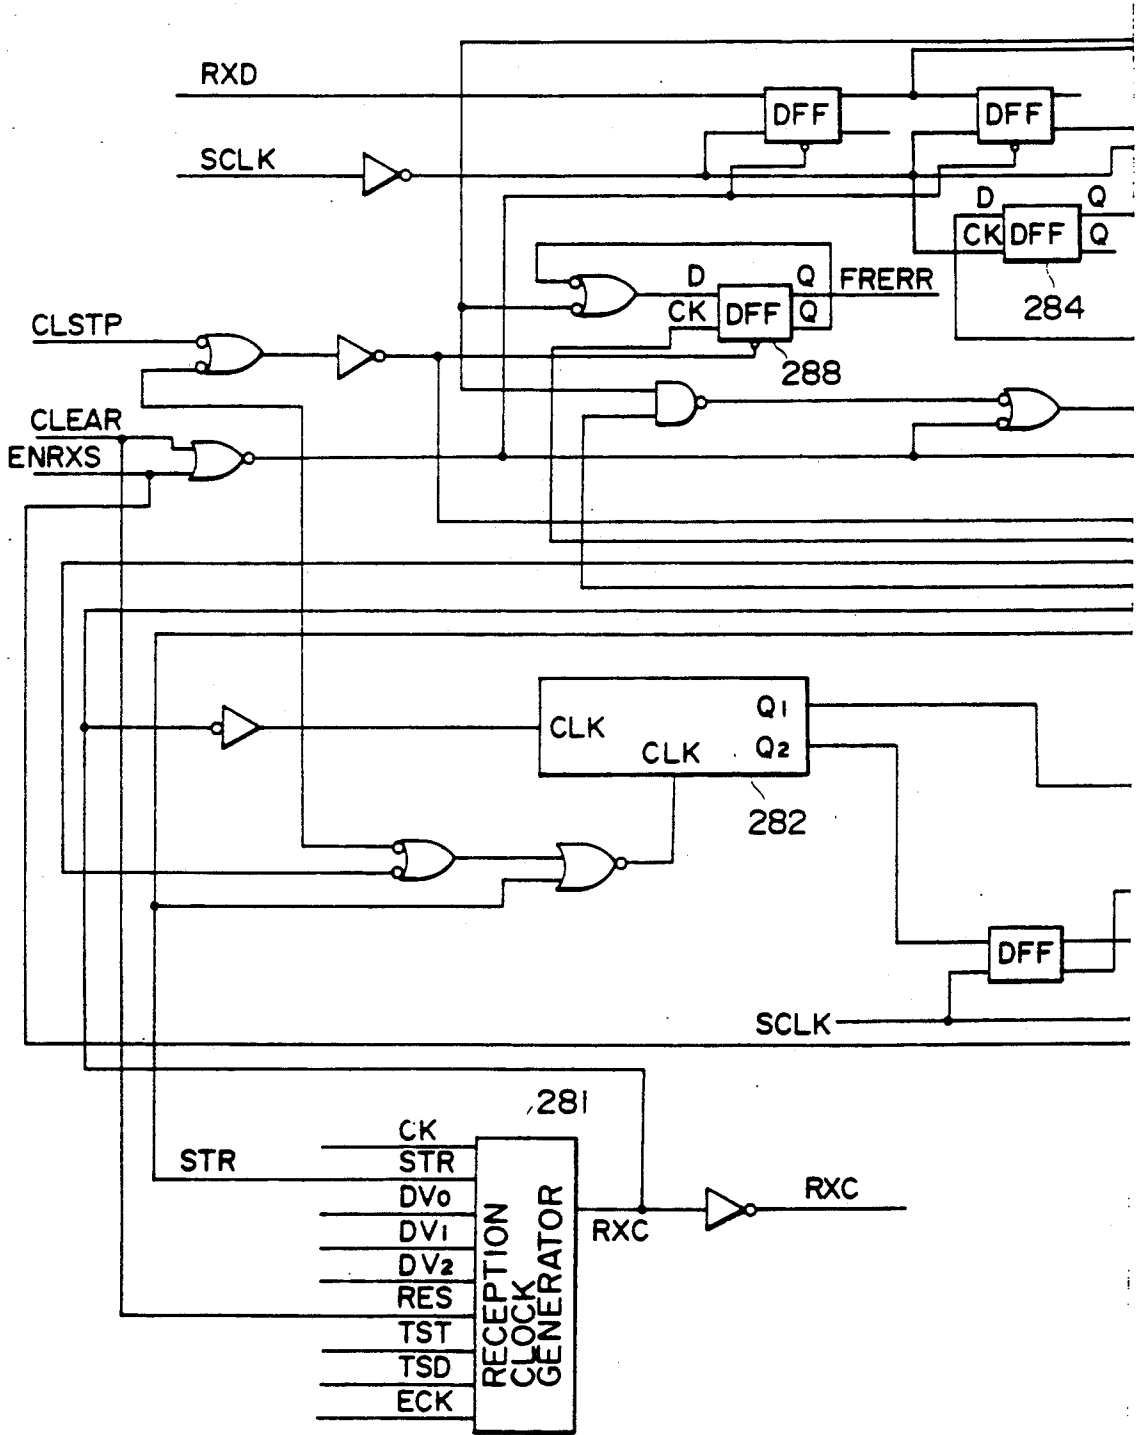 RXD
DFF
DFF
SCLK
D
Q
CK
DFF
Q
284
D
Q
FRERR
CK
DFF
Q
288
CLSTP
CLEAR
ENRXS
Q1
CLK
CLK
Q2
282
DFF
SCLK
281
CK
STR
STR
DV0
DV1
DV2
RES
TST
TSD
ECK
RECEPTION
CLOCK
GENERATOR
RXC
RXC